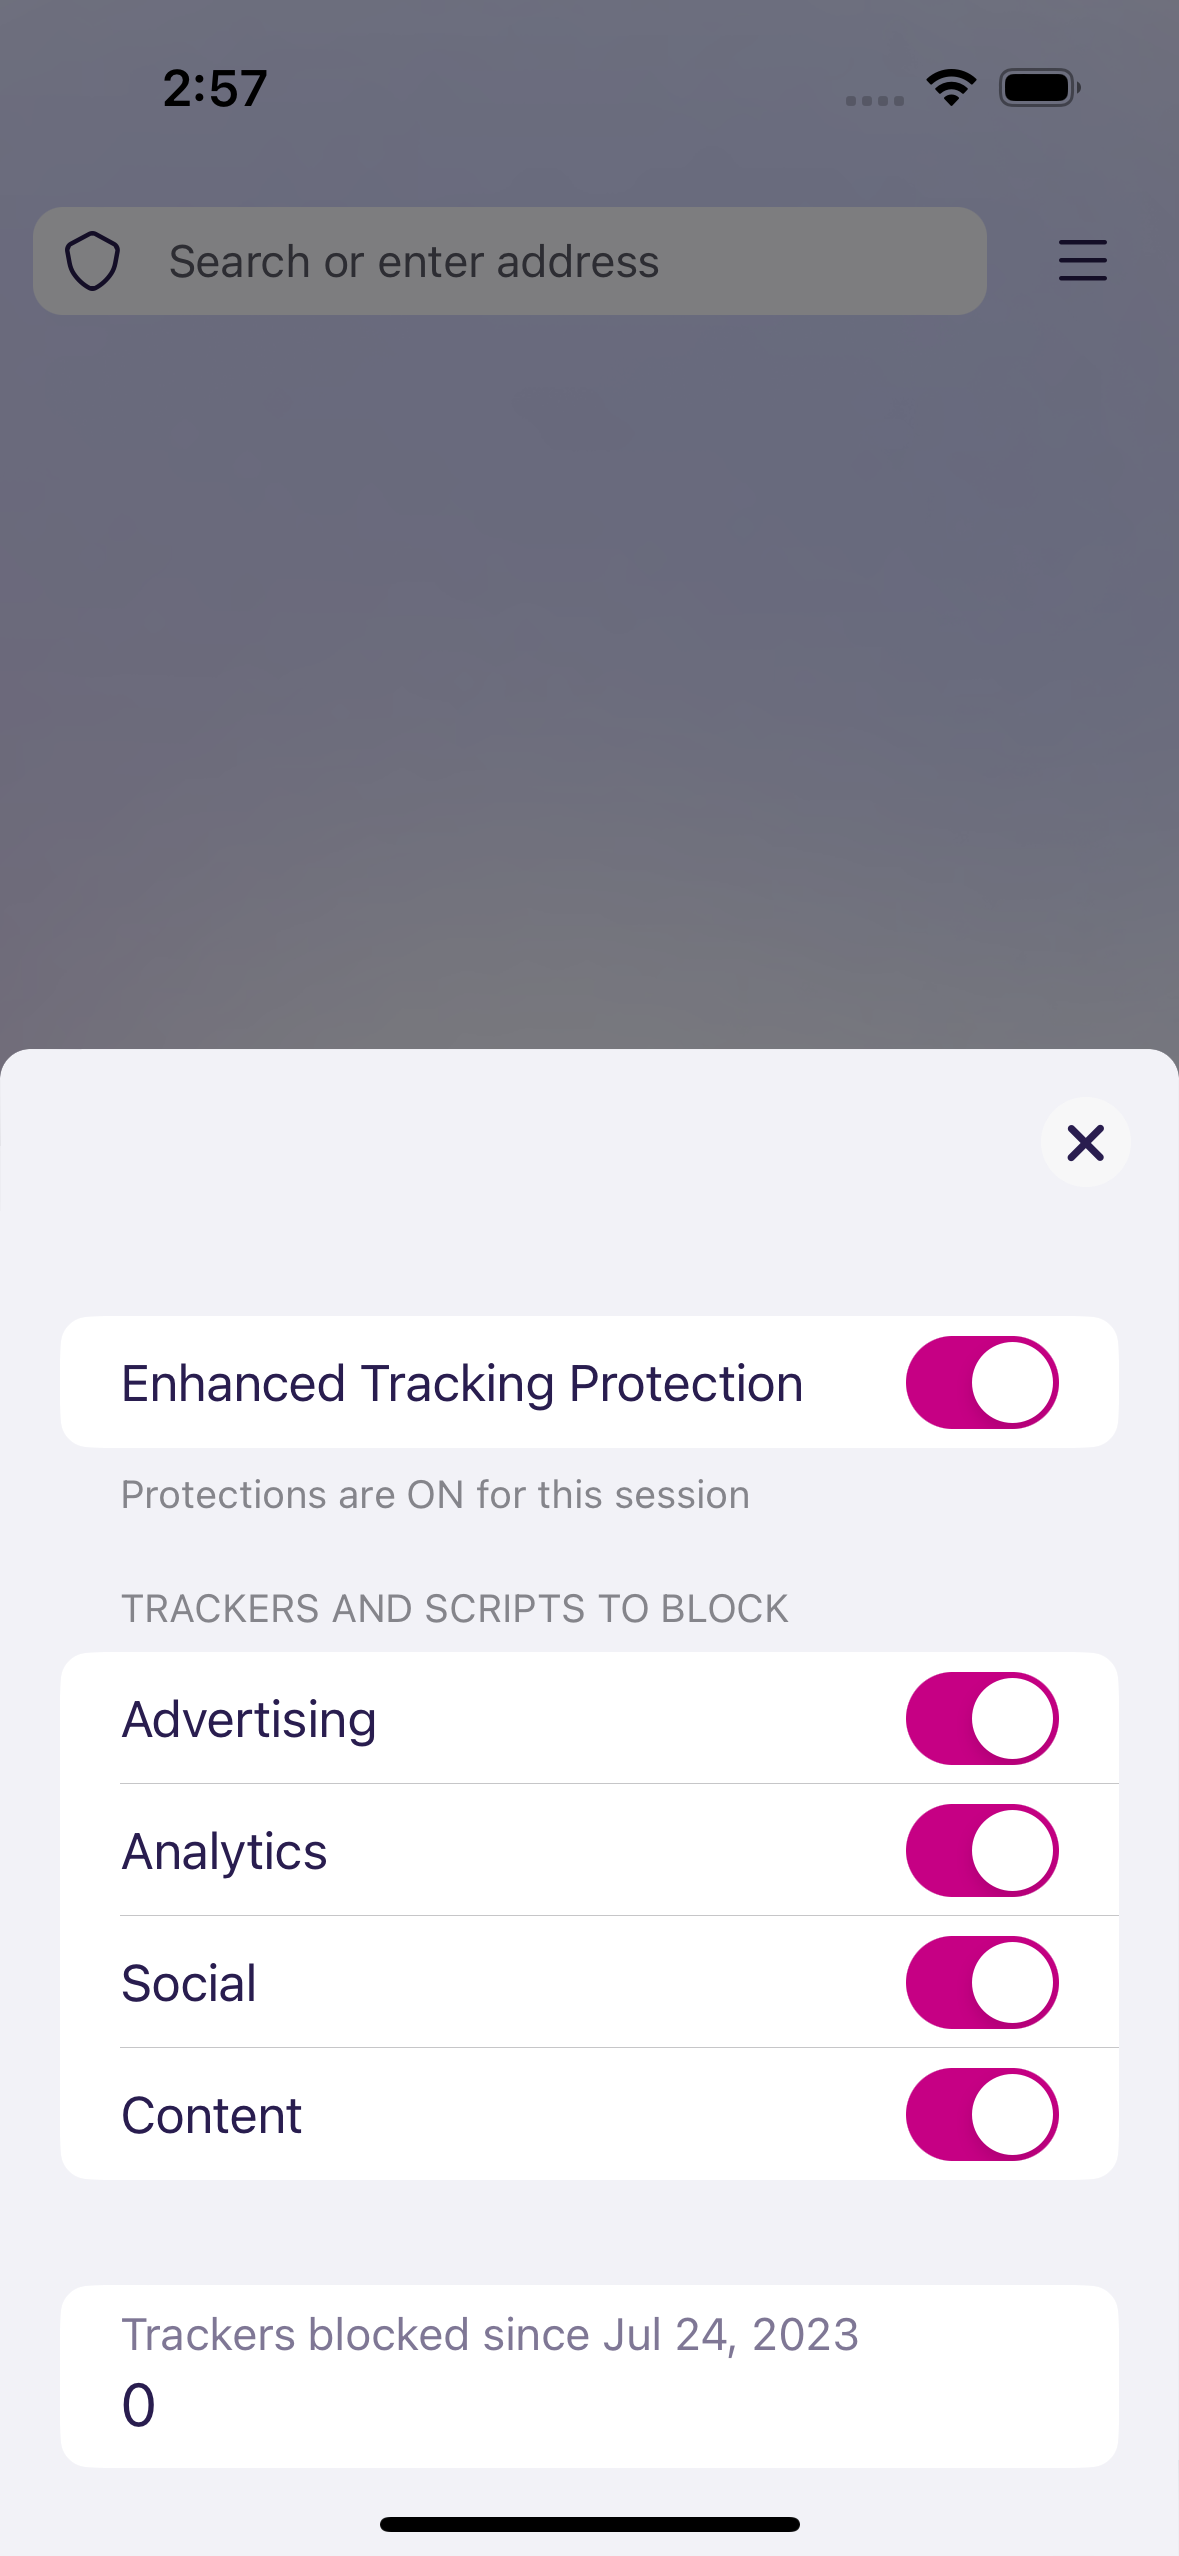 2:57
Search or enter address
Enhanced Tracking Protection
Protections are ON for this session
TRACKERS AND SCRIPTS TO BLOCK
Advertising
Analytics
Social
Content
Trackers blocked since Jul 24, 2023
0